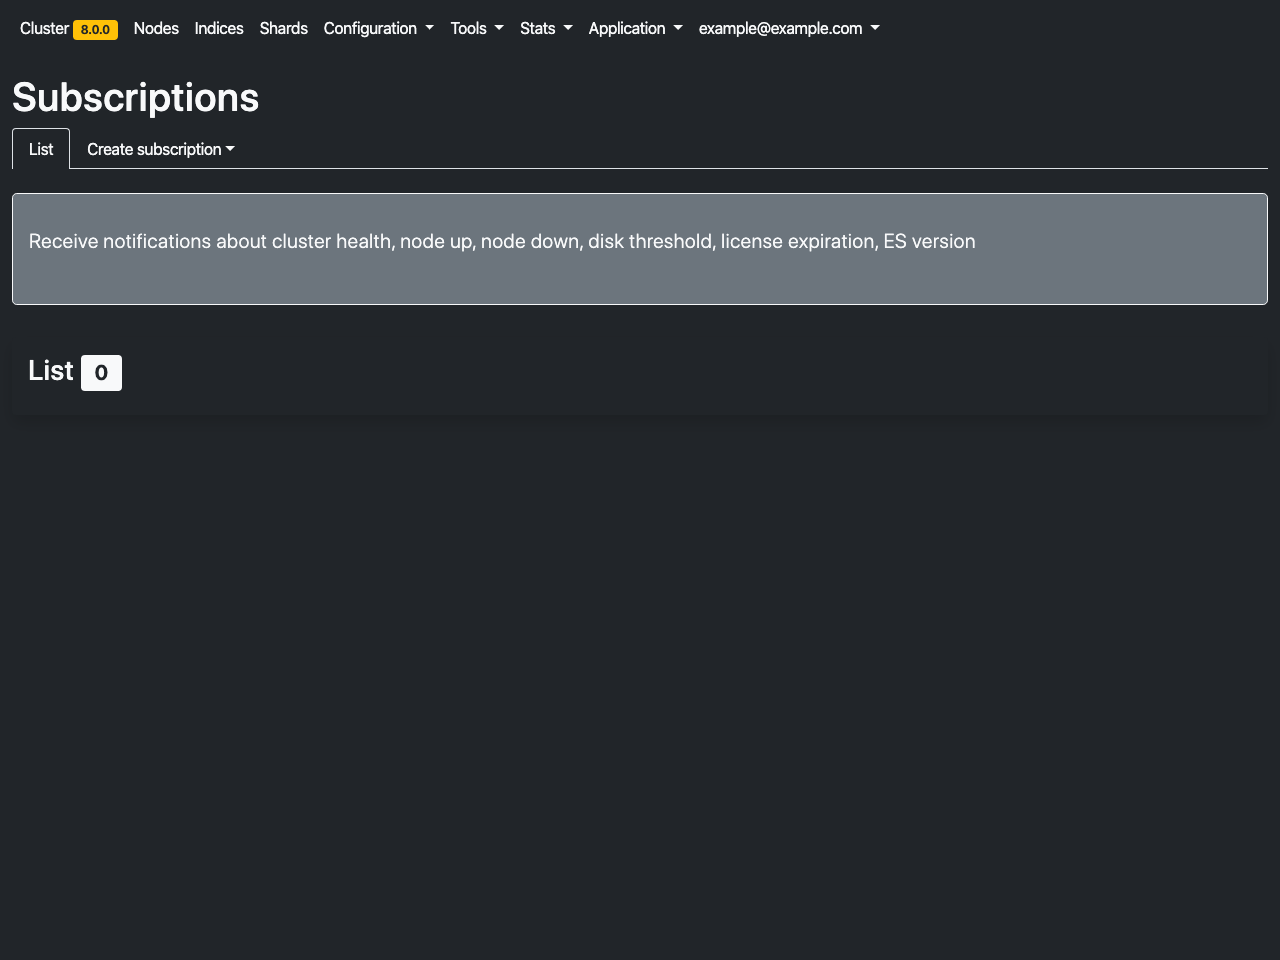 Cluster 8.0.0 Nodes Indices Shards Configuration Tools Stats Application example@example.com
Subscriptions
List Create subscription
Receive notifications about cluster health, node up, node down, disk threshold, license expiration, ES version
List 0